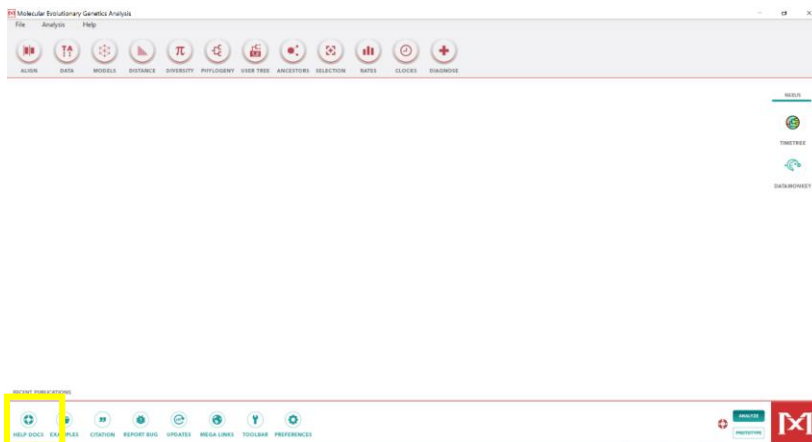 Molecular Evolutionary Genetics Analysis
File Analysis Help
ALIGN DATA MODELS DISTANCE DIVERSITY PHYLOGENY USER TREE ANCESTORS SELECTION RATES CLOCKS DIAGNOSE
NEXUS
TIMETREE
DATAMONKEY
RECENT PUBLICATIONS
HELP DOCS EXAMPLES CITATION REPORT BUG UPDATES MEGA LINKS TOOLBAR PREFERENCES
ANALYZE
PROTOTYPE